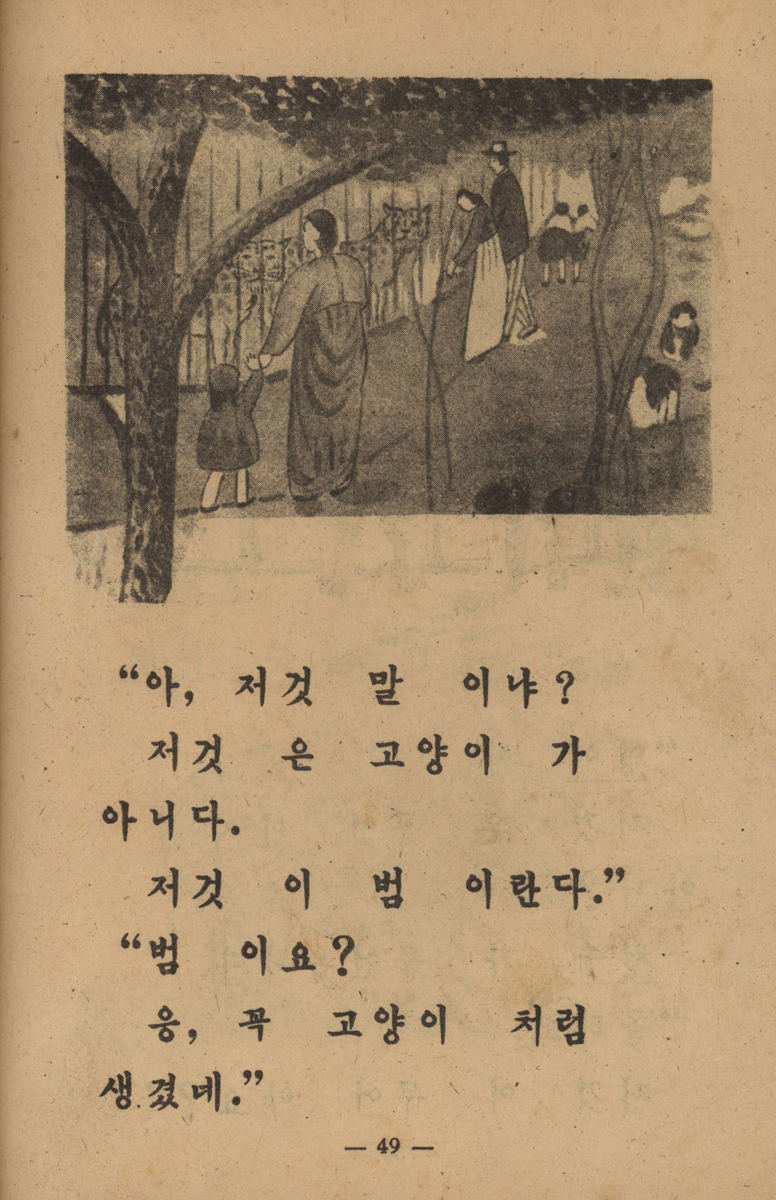 “아, 저것 말 이냐?
저것 은 고양이 가
아니다.
저것 이 범 이란다.”
“범 이요?
응, 꼭 고양이 처럼
생겼네.”
— 49 —